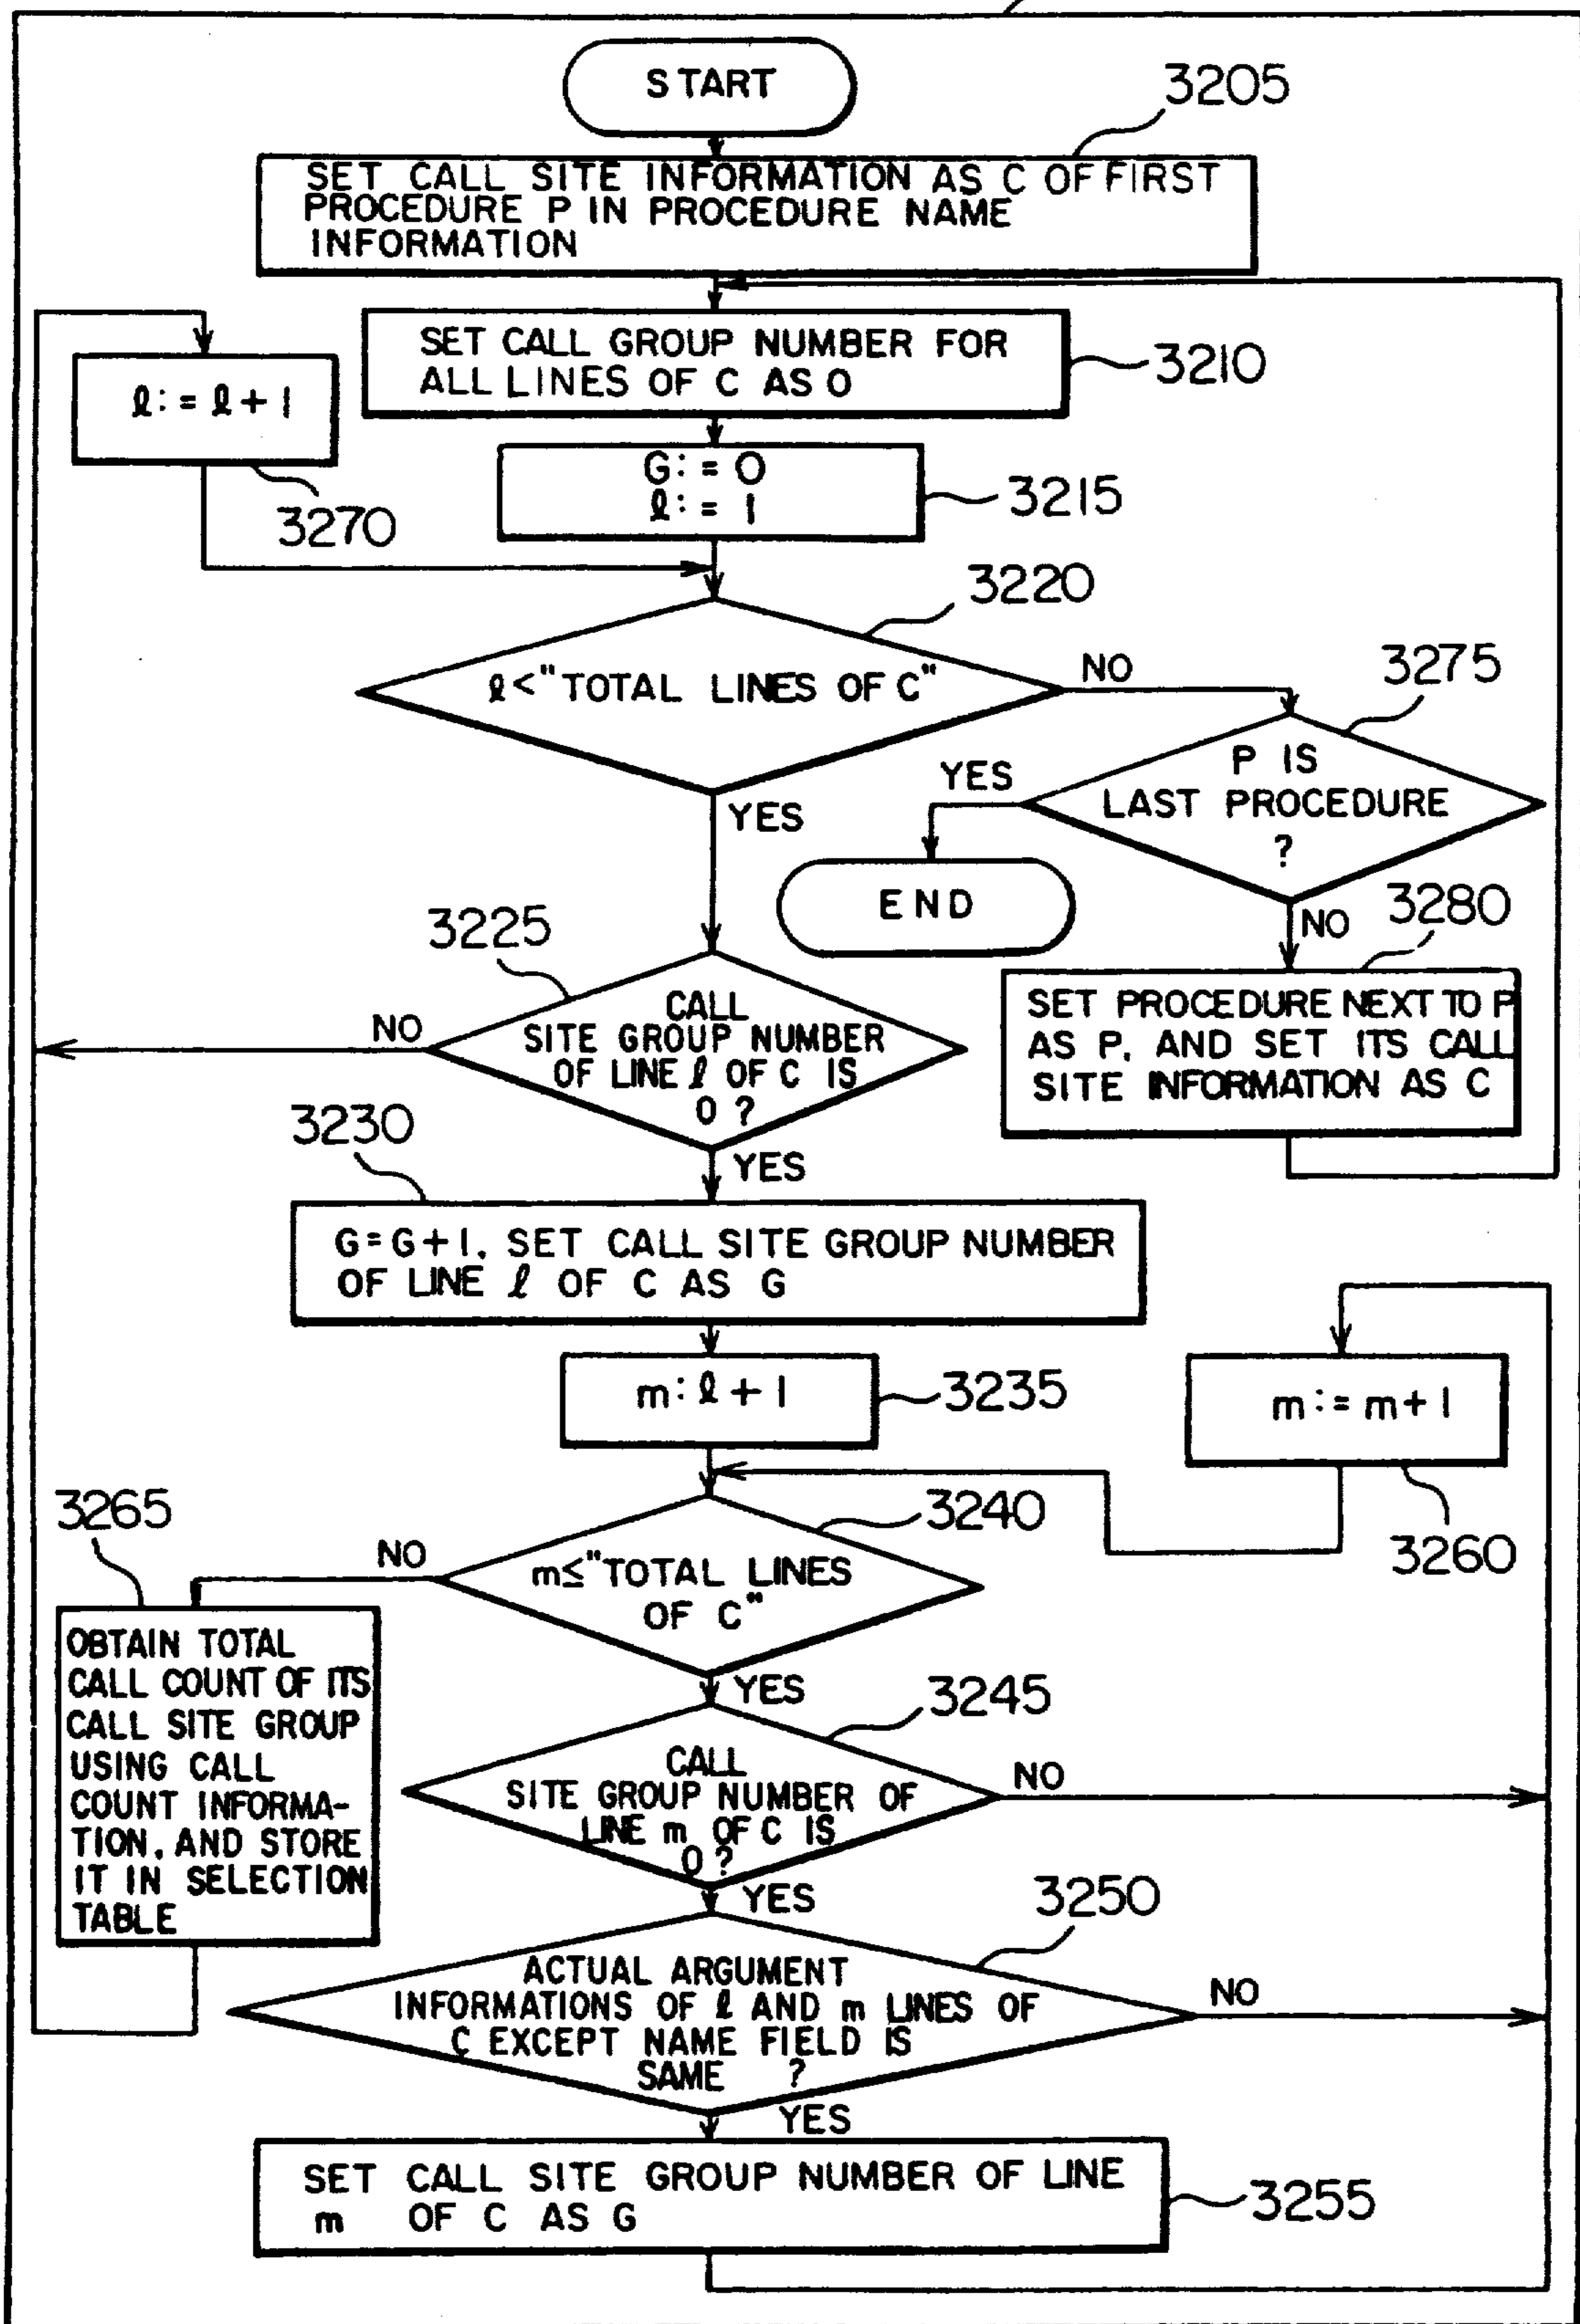 START
3205
SET CALL SITE INFORMATION AS C OF FIRST
PROCEDURE P IN PROCEDURE NAME
INFORMATION
SET CALL GROUP NUMBER FOR
ALL LINES OF C AS 0
3210
ℓ:=ℓ+1
3270
G:=0
ℓ:=1
3215
3220
ℓ<"TOTAL LINES OF C"
NO
YES
3275
P IS
LAST PROCEDURE
?
YES
END
NO
3280
SET PROCEDURE NEXT TO P
AS P, AND SET ITS CALL
SITE INFORMATION AS C
3225
CALL
SITE GROUP NUMBER
OF LINE ℓ OF C IS
0 ?
NO
YES
3230
G=G+1, SET CALL SITE GROUP NUMBER
OF LINE ℓ OF C AS G
m:ℓ+1
3235
m:=m+1
3260
3240
m≤"TOTAL LINES
OF C"
NO
YES
3265
OBTAIN TOTAL
CALL COUNT OF ITS
CALL SITE GROUP
USING CALL
COUNT INFORMA-
TION, AND STORE
IT IN SELECTION
TABLE
3245
CALL
SITE GROUP NUMBER OF
LINE m OF C IS
0 ?
NO
YES
3250
ACTUAL ARGUMENT
INFORMATIONS OF ℓ AND m LINES OF
C EXCEPT NAME FIELD IS
SAME ?
NO
YES
SET CALL SITE GROUP NUMBER OF LINE
m OF C AS G
3255